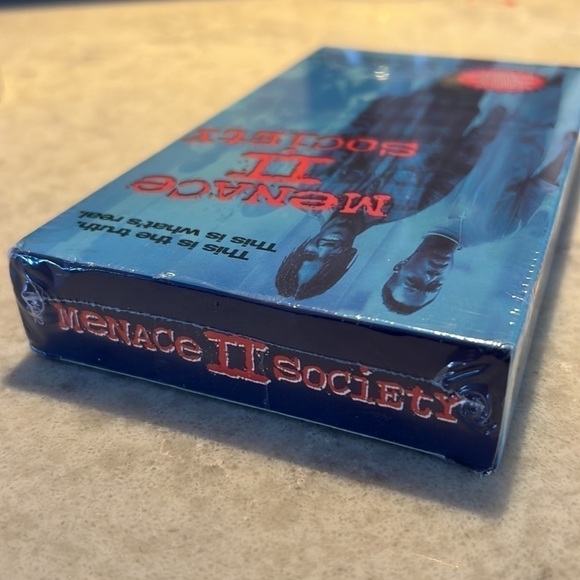 This is the truth.
This is what's real.
MENACE
II
SOCIETY
MENACE II SOCIETY